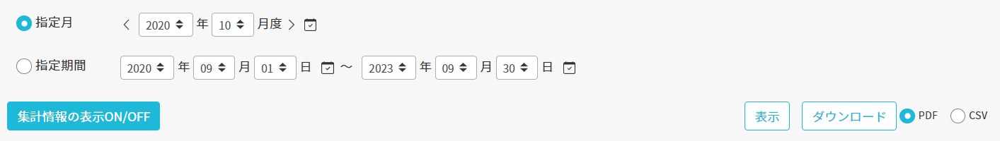 指定月 < 2020 年 10 月度 >
指定期間 2020 年 09 月 01 日 ～ 2023 年 09 月 30 日
集計情報の表示ON/OFF 表示 ダウンロード PDF CSV